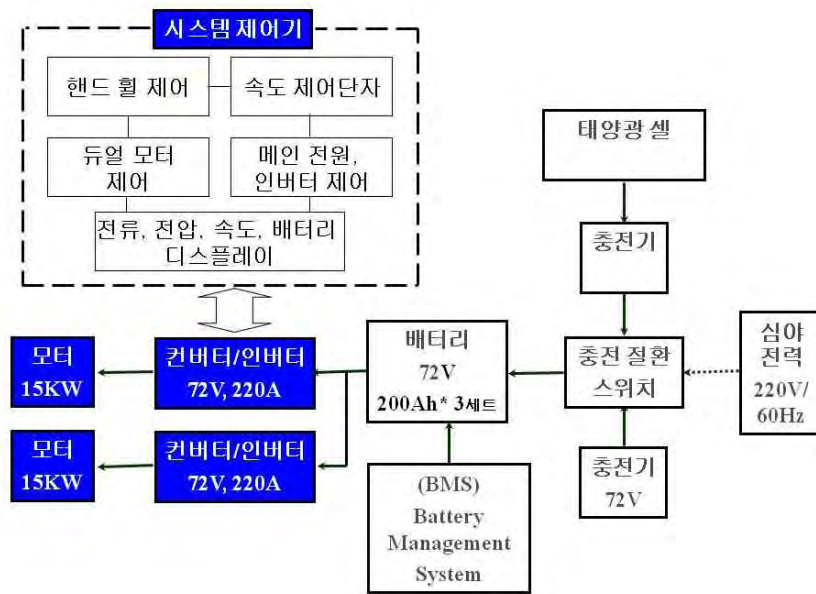 시스템 제어기
핸드 휠 제어
속도 제어단자
듀얼 모터
제어
메인 전원,
인버터 제어
전류, 전압, 속도, 배터리
디스플레이
태양광 셀
충전기
모터
15KW
컨버터/인버터
72V, 220A
배터리
72V
200Ah* 3세트
충전 절환
스위치
심야
전력
220V/
60Hz
모터
15KW
컨버터/인버터
72V, 220A
(BMS)
Battery
Management
System
충전기
72V